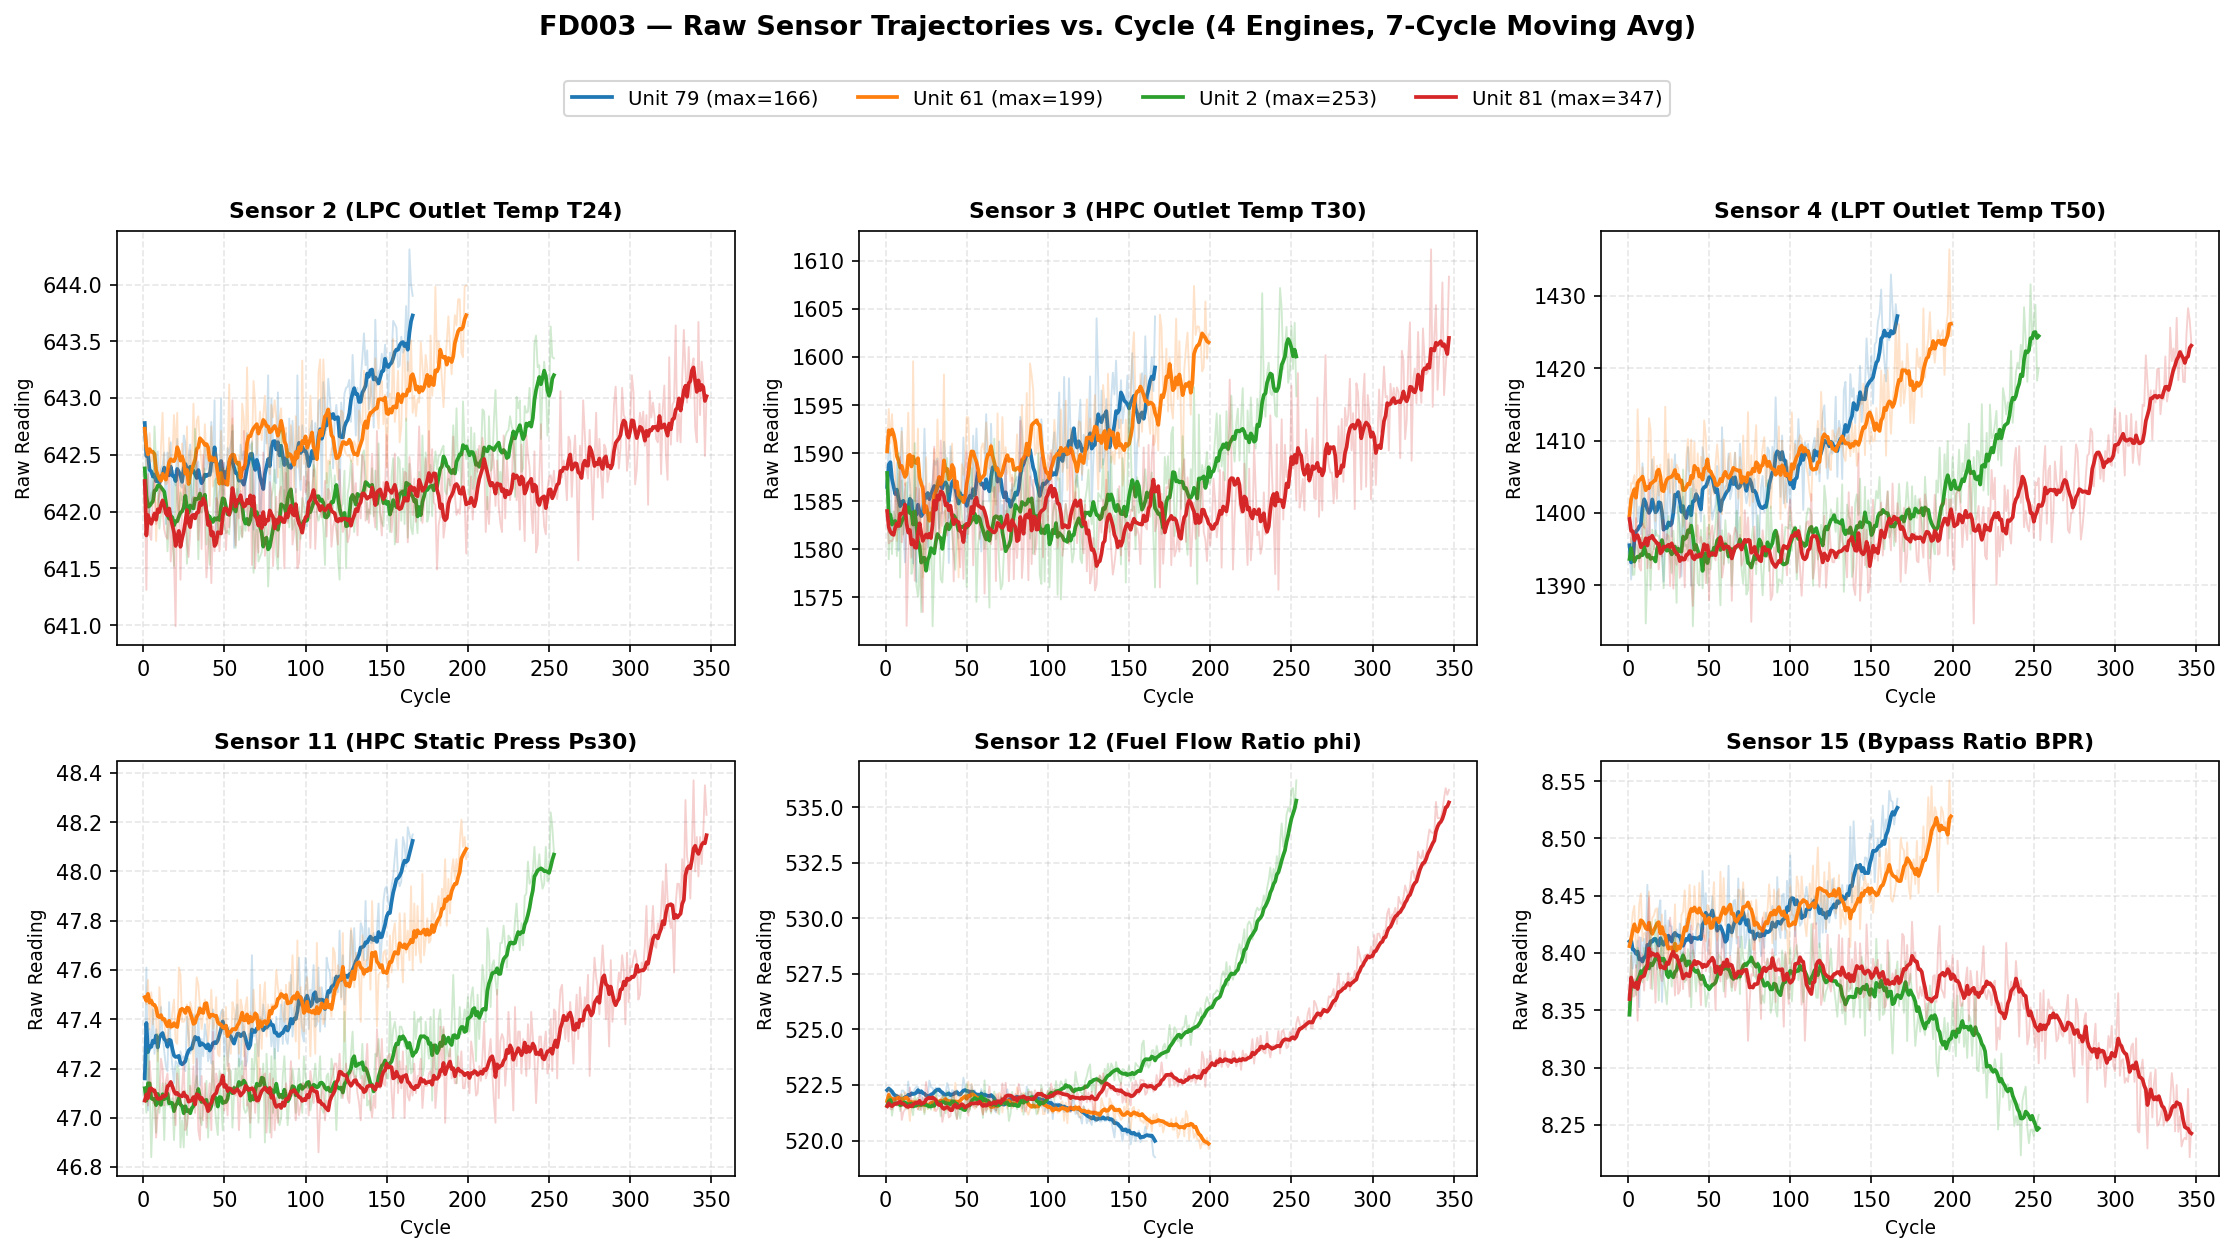 FD003 — Raw Sensor Trajectories vs. Cycle (4 Engines, 7-Cycle Moving Avg)
Unit 79 (max=166) Unit 61 (max=199) Unit 2 (max=253) Unit 81 (max=347)
Sensor 2 (LPC Outlet Temp T24)
Raw Reading
644.0
643.5
643.0
642.5
642.0
641.5
641.0
0 50 100 150 200 250 300 350
Cycle
Sensor 3 (HPC Outlet Temp T30)
Raw Reading
1610
1605
1600
1595
1590
1585
1580
1575
0 50 100 150 200 250 300 350
Cycle
Sensor 4 (LPT Outlet Temp T50)
Raw Reading
1430
1420
1410
1400
1390
0 50 100 150 200 250 300 350
Cycle
Sensor 11 (HPC Static Press Ps30)
Raw Reading
48.4
48.2
48.0
47.8
47.6
47.4
47.2
47.0
46.8
0 50 100 150 200 250 300 350
Cycle
Sensor 12 (Fuel Flow Ratio phi)
Raw Reading
535.0
532.5
530.0
527.5
525.0
522.5
520.0
0 50 100 150 200 250 300 350
Cycle
Sensor 15 (Bypass Ratio BPR)
Raw Reading
8.55
8.50
8.45
8.40
8.35
8.30
8.25
0 50 100 150 200 250 300 350
Cycle